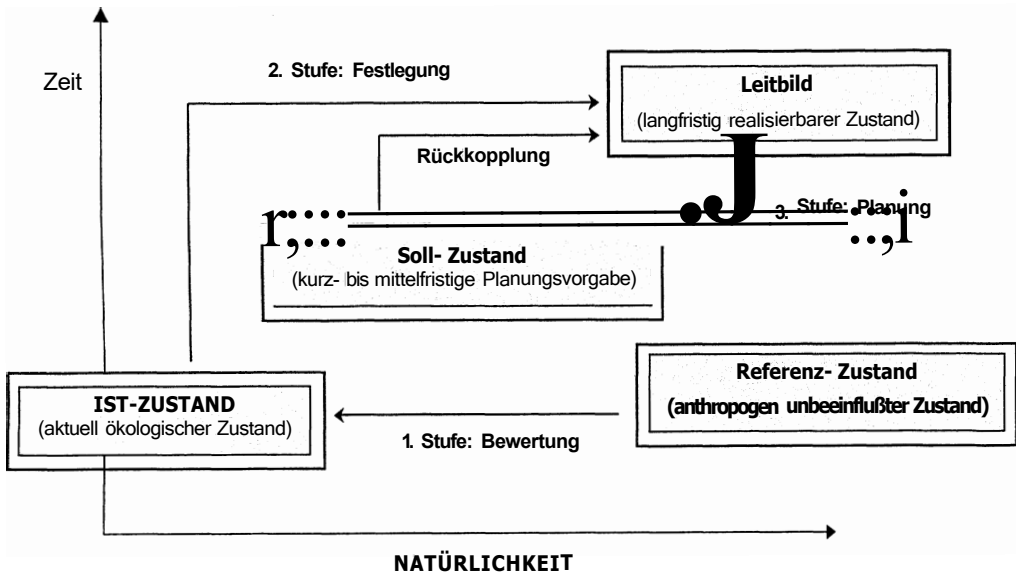 Zeit
2. Stufe: Festlegung
Leitbild
(langfristig realisierbarer Zustand)
Rückkopplung
3. Stufe: Planung
Soll- Zustand
(kurz- bis mittelfristige Planungsvorgabe)
Referenz- Zustand
(anthropogen unbeeinflußter Zustand)
IST-ZUSTAND
(aktuell ökologischer Zustand)
1. Stufe: Bewertung
NATÜRLICHKEIT